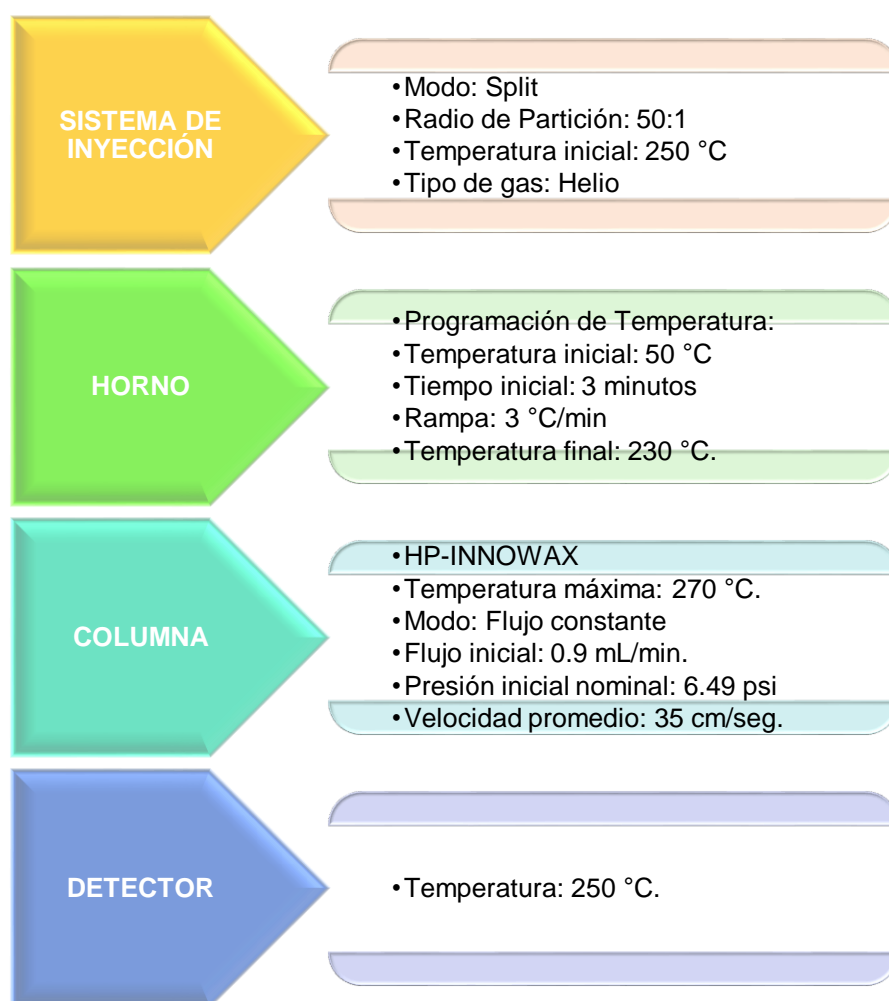 SISTEMA DE
INYECCIÓN
•Modo: Split
•Radio de Partición: 50:1
•Temperatura inicial: 250 °C
•Tipo de gas: Helio
HORNO
•Programación de Temperatura:
•Temperatura inicial: 50 °C
•Tiempo inicial: 3 minutos
•Rampa: 3 °C/min
•Temperatura final: 230 °C.
COLUMNA
•HP-INNOWAX
•Temperatura máxima: 270 °C.
•Modo: Flujo constante
•Flujo inicial: 0.9 mL/min.
•Presión inicial nominal: 6.49 psi
•Velocidad promedio: 35 cm/seg.
DETECTOR
•Temperatura: 250 °C.